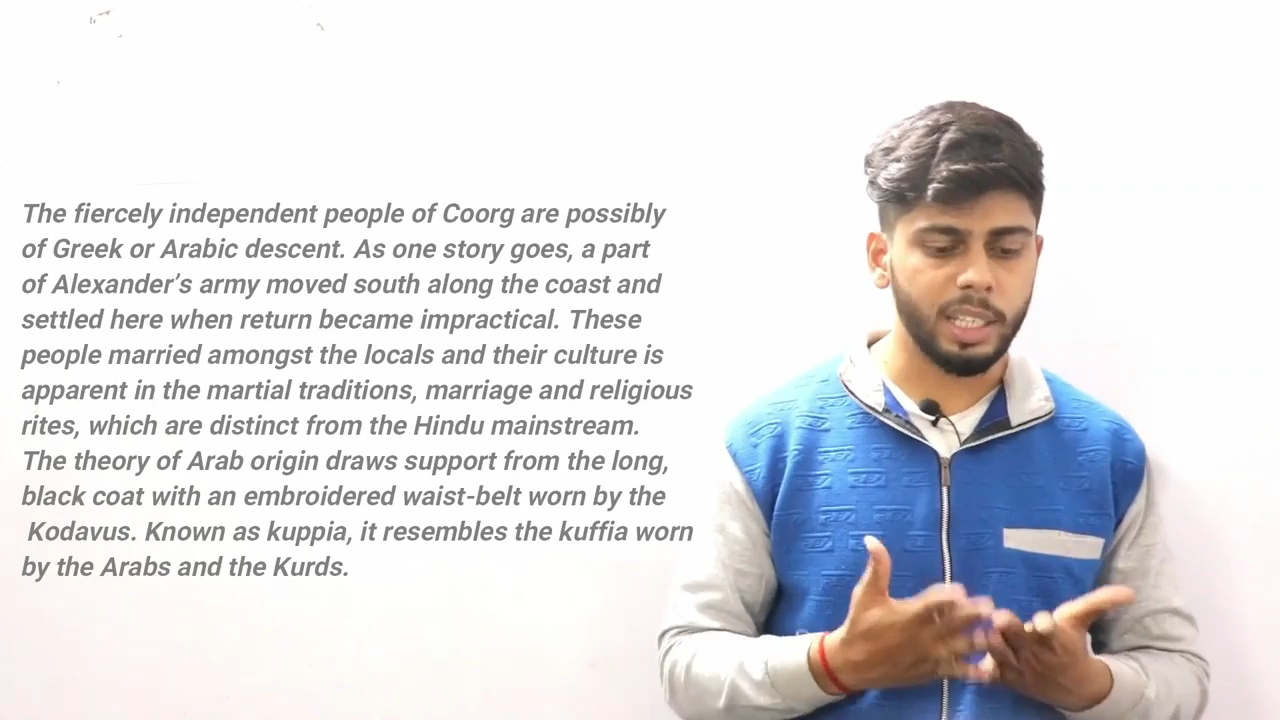 The fiercely independent people of Coorg are possibly
of Greek or Arabic descent. As one story goes, a part
of Alexander’s army moved south along the coast and
settled here when return became impractical. These
people married amongst the locals and their culture is
apparent in the martial traditions, marriage and religious
rites, which are distinct from the Hindu mainstream.
The theory of Arab origin draws support from the long,
black coat with an embroidered waist-belt worn by the
Kodavus. Known as kuppia, it resembles the kuffia worn
by the Arabs and the Kurds.